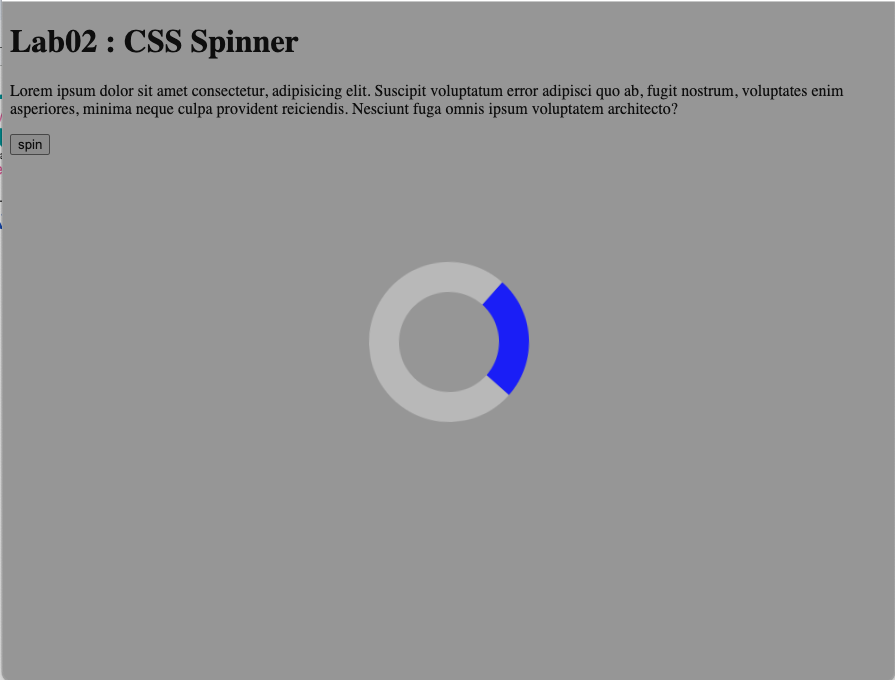 Lab02 : CSS Spinner
Lorem ipsum dolor sit amet consectetur, adipisicing elit. Suscipit voluptatum error adipisci quo ab, fugit nostrum, voluptates enim
asperiores, minima neque culpa provident reiciendis. Nesciunt fuga omnis ipsum voluptatem architecto?
spin